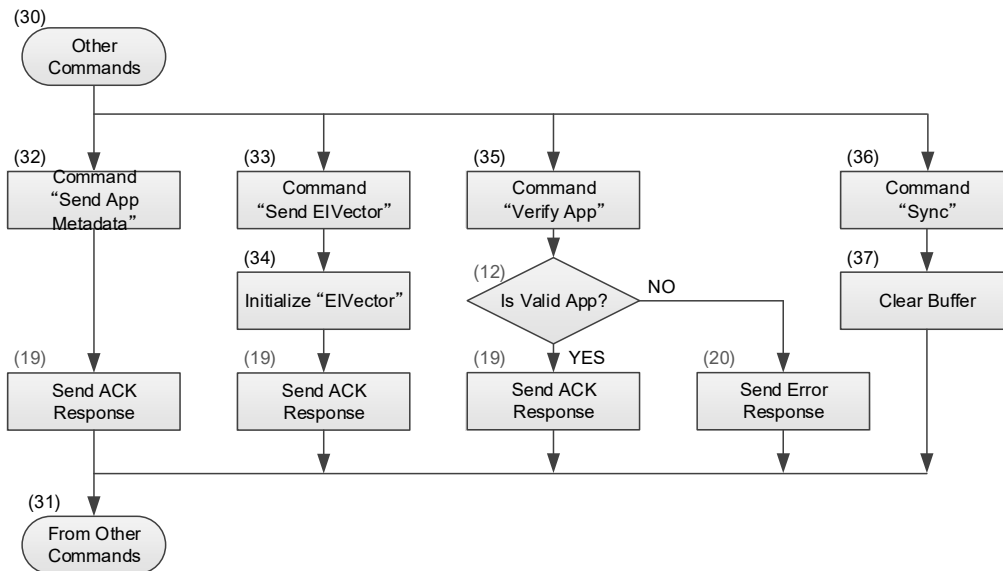 (30)
Other
Commands
(32)
Command
“Send App
Metadata”
(33)
Command
“Send EIVector”
(35)
Command
“Verify App”
(36)
Command
“Sync”
(34)
Initialize “EIVector”
(12)
Is Valid App?
NO
(37)
Clear Buffer
(19)
Send ACK
Response
(19)
Send ACK
Response
(19)
YES
Send ACK
Response
(20)
Send Error
Response
(31)
From Other
Commands